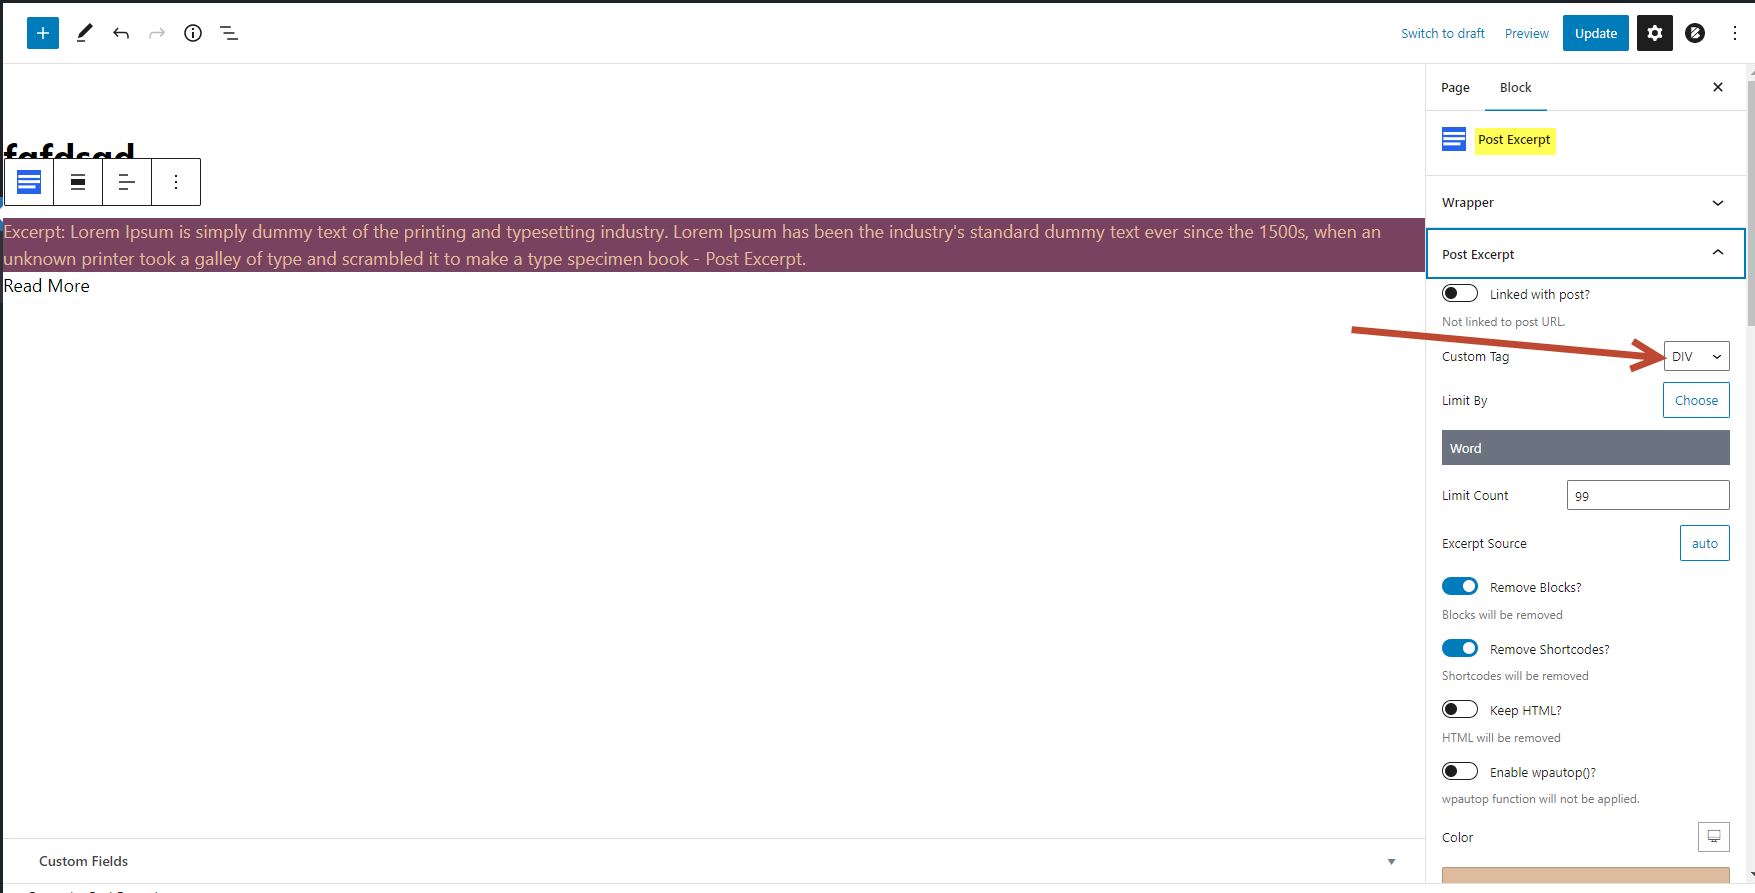 Switch to draft
Preview
Update
Page
Block
Post Excerpt
Excerpt: Lorem Ipsum is simply dummy text of the printing and typesetting industry. Lorem Ipsum has been the industry's standard dummy text ever since the 1500s, when an
unknown printer took a galley of type and scrambled it to make a type specimen book - Post Excerpt.
Read More
Wrapper
Post Excerpt
Linked with post?
Not linked to post URL.
Custom Tag
DIV
Limit By
Choose
Word
Limit Count
99
Excerpt Source
auto
Remove Blocks?
Blocks will be removed
Remove Shortcodes?
Shortcodes will be removed
Keep HTML?
HTML will be removed
Enable wpautop()?
wpautop function will not be applied.
Color
Custom Fields